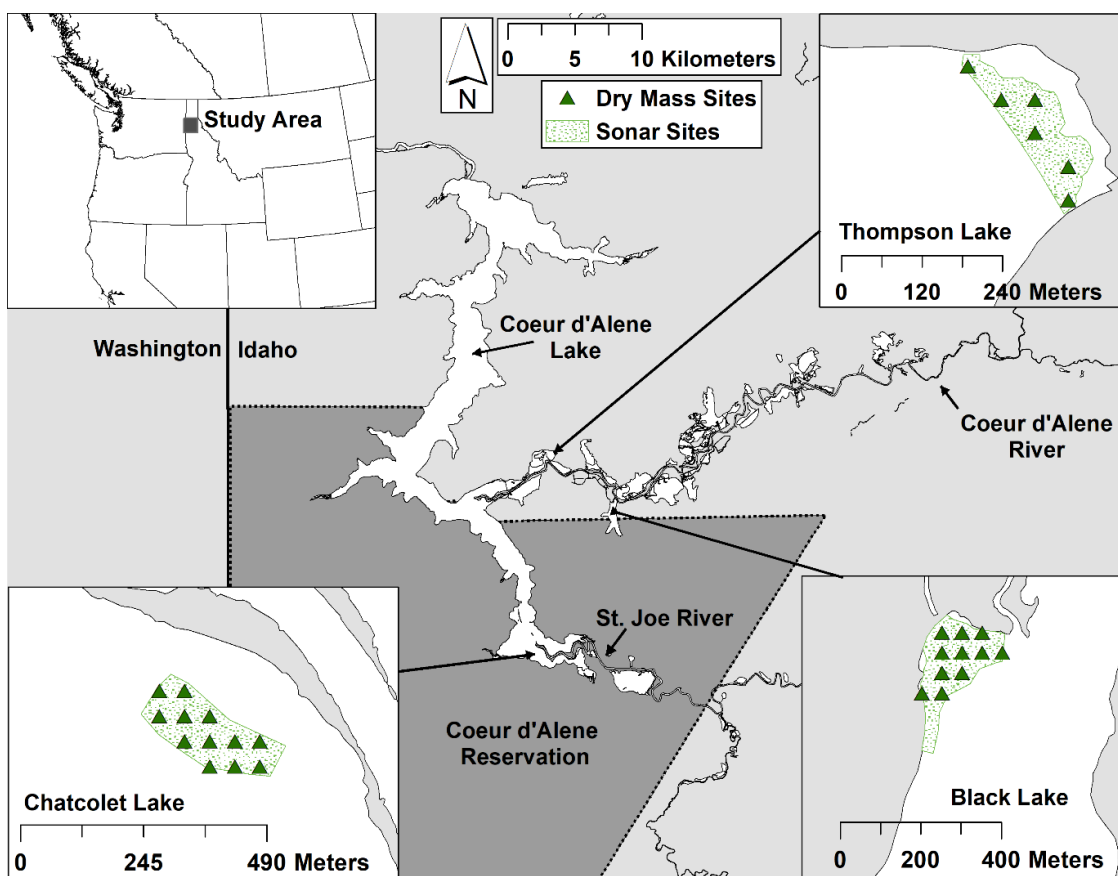 Study Area
N
0 5 10 Kilometers
Dry Mass Sites
Sonar Sites
Thompson Lake
0 120 240 Meters
Washington Idaho
Coeur d'Alene
Lake
Coeur d'Alene
River
St. Joe River
Coeur d'Alene
Reservation
Chatcolet Lake
0 245 490 Meters
Black Lake
0 200 400 Meters